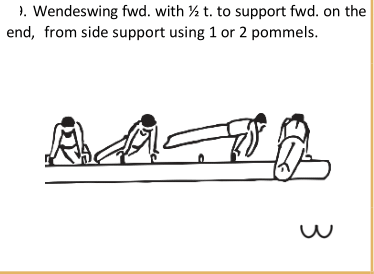 ). Wendeswing fwd. with ½ t. to support fwd. on the
end, from side support using 1 or 2 pommels.